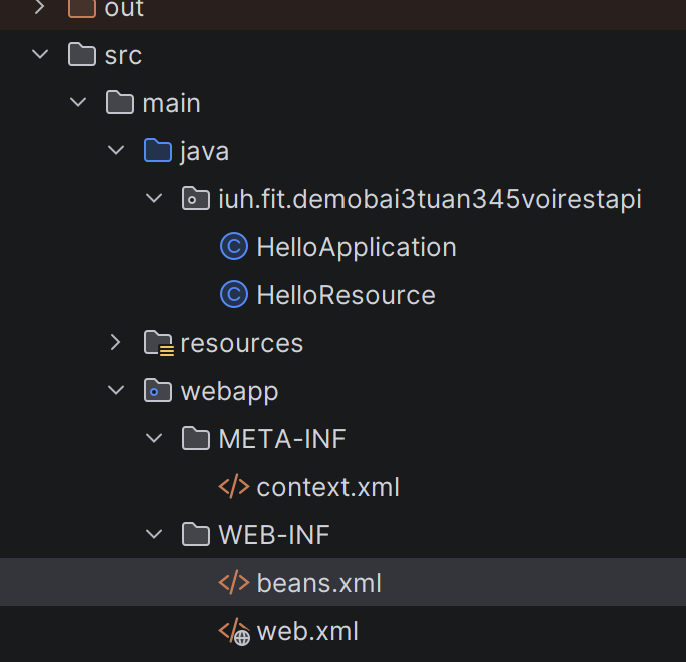 out
src
main
java
iuh.fit.demobai3tuan345voirestapi
HelloApplication
HelloResource
resources
webapp
META-INF
context.xml
WEB-INF
beans.xml
web.xml